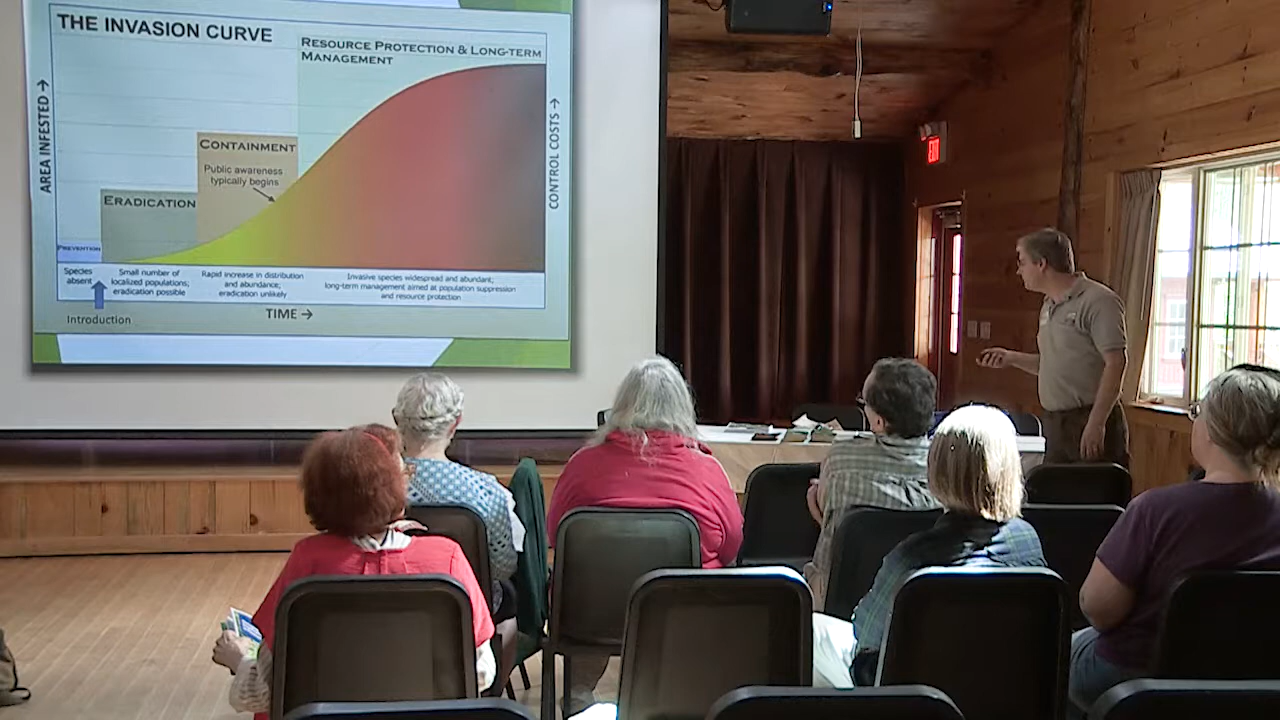 THE INVASION CURVE
RESOURCE PROTECTION & LONG-TERM
MANAGEMENT
CONTAINMENT
Public awareness
typically begins
ERADICATION
PREVENTION
AREA INFESTED →
CONTROL COSTS →
Species
absent
Small number of
localized populations;
eradication possible
Rapid increase in distribution
and abundance;
eradication unlikely
Invasive species widespread and abundant;
long-term management aimed at population suppression
and resource protection
Introduction
TIME →
EXIT